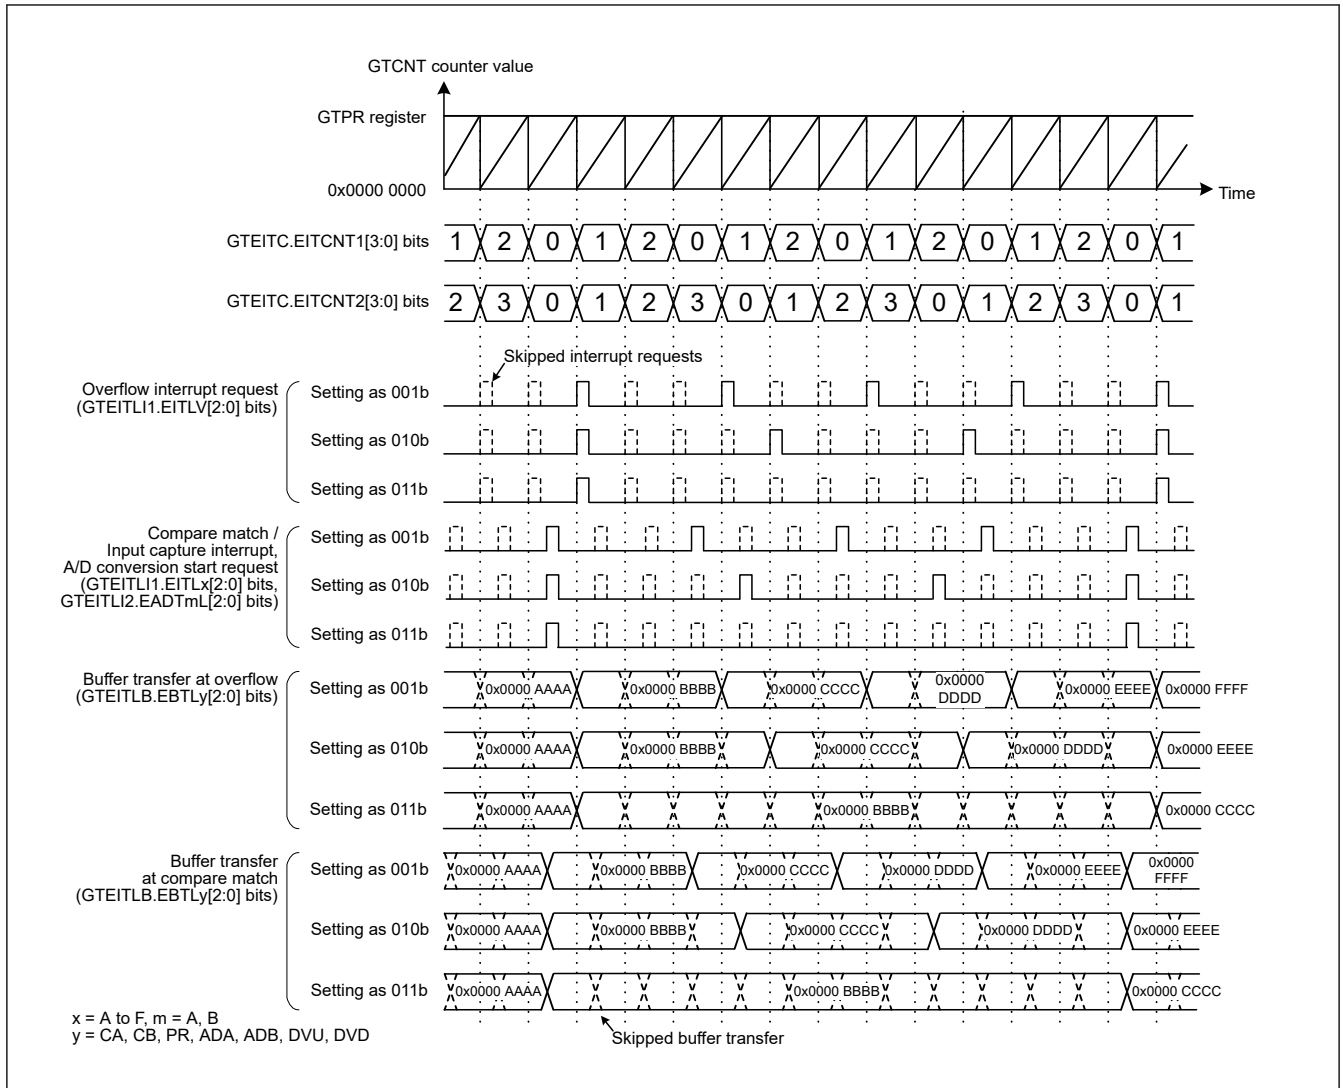 GTCNT counter value
GTPR register
0x0000 0000
Time
GTEITC.EITCNT1[3:0] bits 1 2 0 1 2 0 1 2 0 1 2 0 1 2 0 1
GTEITC.EITCNT2[3:0] bits 2 3 0 1 2 3 0 1 2 3 0 1 2 3 0 1
Skipped interrupt requests
Overflow interrupt request
(GTEITLI1.EITLV[2:0] bits)
Setting as 001b
Setting as 010b
Setting as 011b
Compare match /
Input capture interrupt,
A/D conversion start request
(GTEITLI1.EITLx[2:0] bits,
GTEITLI2.EADTmL[2:0] bits)
Setting as 001b
Setting as 010b
Setting as 011b
Buffer transfer at overflow
(GTEITLB.EBTLy[2:0] bits)
Setting as 001b 0x0000 AAAA 0x0000 BBBB 0x0000 CCCC 0x0000 DDDD 0x0000 EEEE 0x0000 FFFF
Setting as 010b 0x0000 AAAA 0x0000 BBBB 0x0000 CCCC 0x0000 DDDD 0x0000 EEEE
Setting as 011b 0x0000 AAAA 0x0000 BBBB 0x0000 CCCC
Buffer transfer
at compare match
(GTEITLB.EBTLy[2:0] bits)
Setting as 001b 0x0000 AAAA 0x0000 BBBB 0x0000 CCCC 0x0000 DDDD 0x0000 EEEE 0x0000 FFFF
Setting as 010b 0x0000 AAAA 0x0000 BBBB 0x0000 CCCC 0x0000 DDDD 0x0000 EEEE
Setting as 011b 0x0000 AAAA 0x0000 BBBB 0x0000 CCCC
x = A to F, m = A, B
y = CA, CB, PR, ADA, ADB, DVU, DVD
Skipped buffer transfer